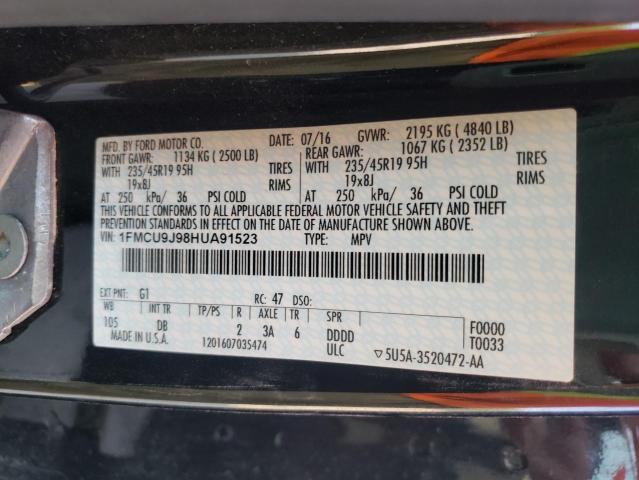 MFD. BY FORD MOTOR CO. DATE: 07/16 GVWR: 2195 KG ( 4840 LB)
FRONT GAWR: 1134 KG ( 2500 LB) REAR GAWR: 1067 KG ( 2352 LB)
WITH 235/45R19 95H TIRES WITH 235/45R19 95H TIRES
19x8J RIMS 19x8J RIMS
AT 250 kPa/ 36 PSI COLD AT 250 kPa/ 36 PSI COLD
THIS VEHICLE CONFORMS TO ALL APPLICABLE FEDERAL MOTOR VEHICLE SAFETY AND THEFT
PREVENTION STANDARDS IN EFFECT ON THE DATE OF MANUFACTURE SHOWN ABOVE.
VIN: 1FMCU9J98HUA91523 TYPE: MPV
EXT PNT: G1 RC: 47 DSO:
WB INT TR TP/PS R AXLE TR SPR F0000
105 DB 2 3A 6 DDDD T0033
MADE IN U.S.A. 1201607035474 ULC ▽5U5A-3520472-AA